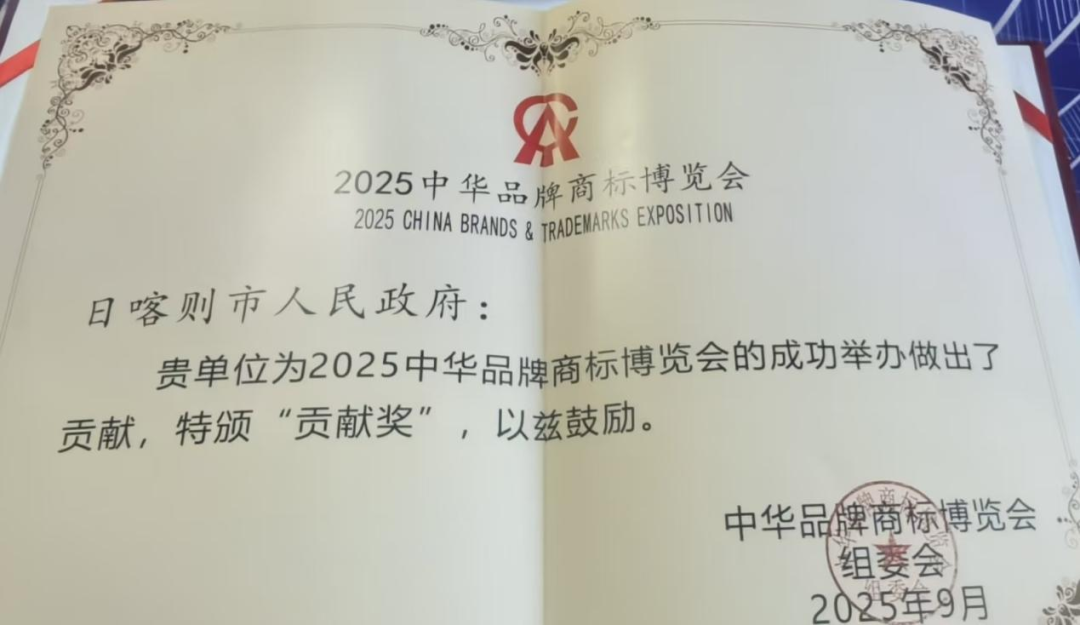 2025中华品牌商标博览会
2025 CHINA BRANDS & TRADEMARKS EXPOSITION
日喀则市人民政府：
贵单位为2025中华品牌商标博览会的成功举办做出了
贡献，特颁“贡献奖”，以兹鼓励。
中华品牌商标博览会
组委会
2025年9月